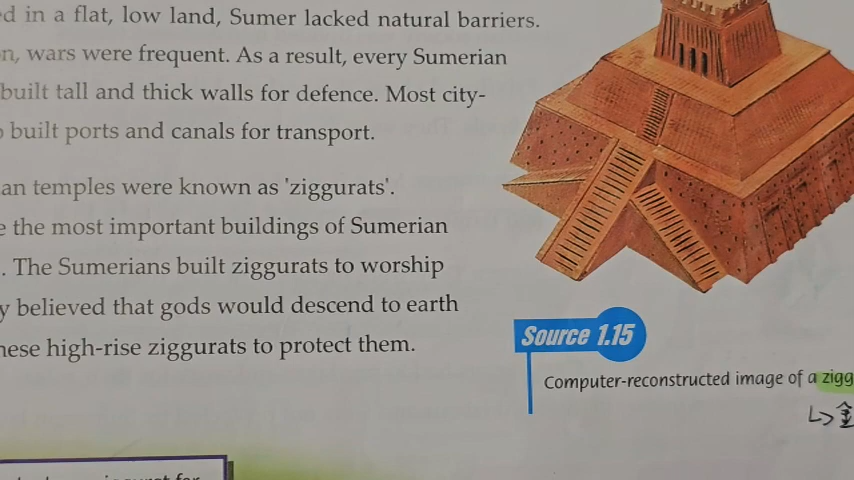 d in a flat, low land, Sumer lacked natural barriers.
n, wars were frequent. As a result, every Sumerian
built tall and thick walls for defence. Most city-
built ports and canals for transport.
an temples were known as 'ziggurats'.
the most important buildings of Sumerian
. The Sumerians built ziggurats to worship
y believed that gods would descend to earth
hese high-rise ziggurats to protect them.
Source 1.15
Computer-reconstructed image of a zigg